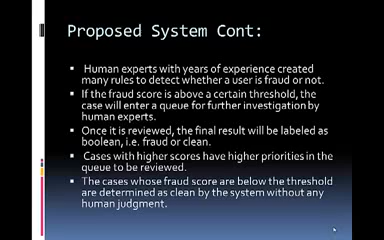 Proposed System Cont:
Human experts with years of experience created
many rules to detect whether a user is fraud or not.
If the fraud score is above a certain threshold, the
case will enter a queue for further investigation by
human experts.
Once it is reviewed, the final result will be labeled as
boolean, i.e. fraud or clean.
Cases with higher scores have higher priorities in the
queue to be reviewed.
The cases whose fraud score are below the threshold
are determined as clean by the system without any
human judgment.